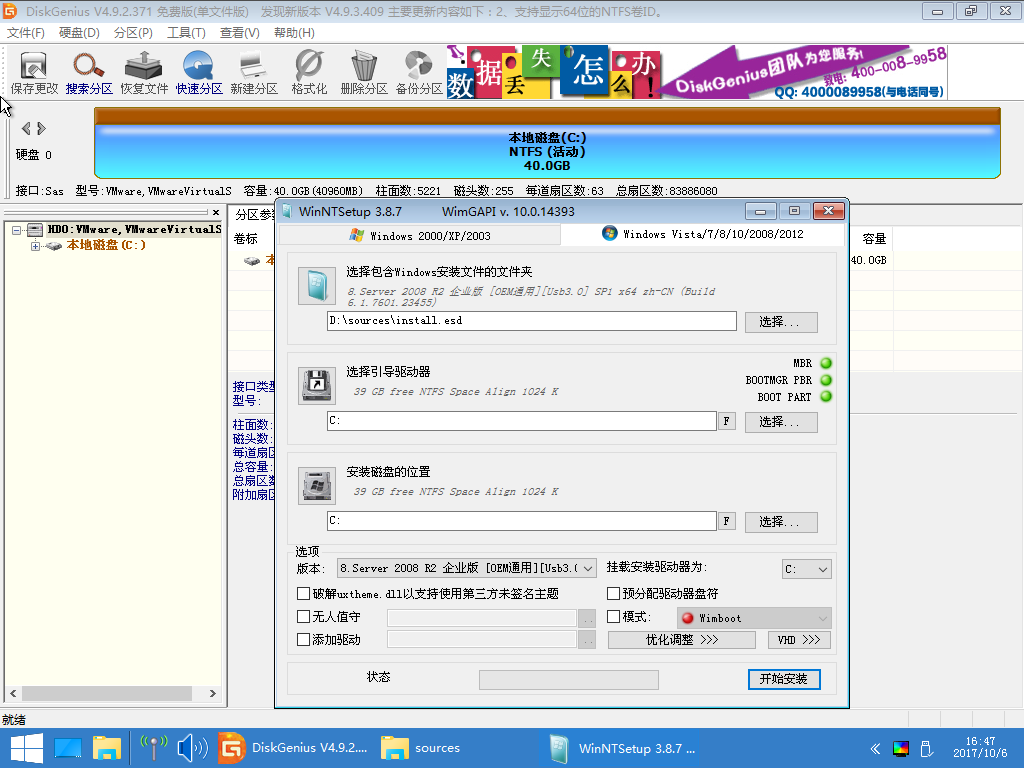 DiskGenius V4.9.2.371 免费版(单文件版)    发现新版本 V4.9.3.409 主要更新内容如下：2、支持显示64位的NTFS卷ID。
文件(F) 硬盘(D) 分区(P) 工具(T) 查看(V) 帮助(H)
保存更改 搜索分区 恢复文件 快速分区 新建分区 格式化 删除分区 备份分区
数据丢失怎么办!
DiskGenius团队为您服务!
致电: 400-008-9958
QQ: 4000089958(与电话同号)
硬盘 0
本地磁盘(C:)
NTFS (活动)
40.0GB
接口:Sas 型号:VMware,VMwareVirtualS 容量:40.0GB(40960MB) 柱面数:5221 磁头数:255 每道扇区数:63 总扇区数:83886080
HD0:VMware,VMwareVirtualS
本地磁盘(C:)
分区参
卷标
容量
40.0GB
接口类型
型号:
柱面数:
磁头数:
每道扇区
总容量:
总扇区数
附加扇区
WinNTSetup 3.8.7 WimGAPI v. 10.0.14393
Windows 2000/XP/2003
Windows Vista/7/8/10/2008/2012
选择包含Windows安装文件的文件夹
8.Server 2008 R2 企业版 [OEM通用][Usb3.0] SP1 x64 zh-CN (Build
6.1.7601.23455)
D:\sources\install.esd
选择...
选择引导驱动器
39 GB free NTFS Space Align 1024 K
MBR
BOOTMGR PBR
BOOT PART
C:
F
选择...
安装磁盘的位置
39 GB free NTFS Space Align 1024 K
C:
F
选择...
选项
版本: 8.Server 2008 R2 企业版 [OEM通用][Usb3.(
挂载安装驱动器为: C:
破解uxtheme.dll以支持使用第三方未签名主题
预分配驱动器盘符
无人值守 ..
模式: Wimboot
添加驱动 ..
优化调整 >>>
VHD >>>
状态
开始安装
就绪
DiskGenius V4.9.2....
sources
WinNTSetup 3.8.7 ...
16:47
2017/10/6